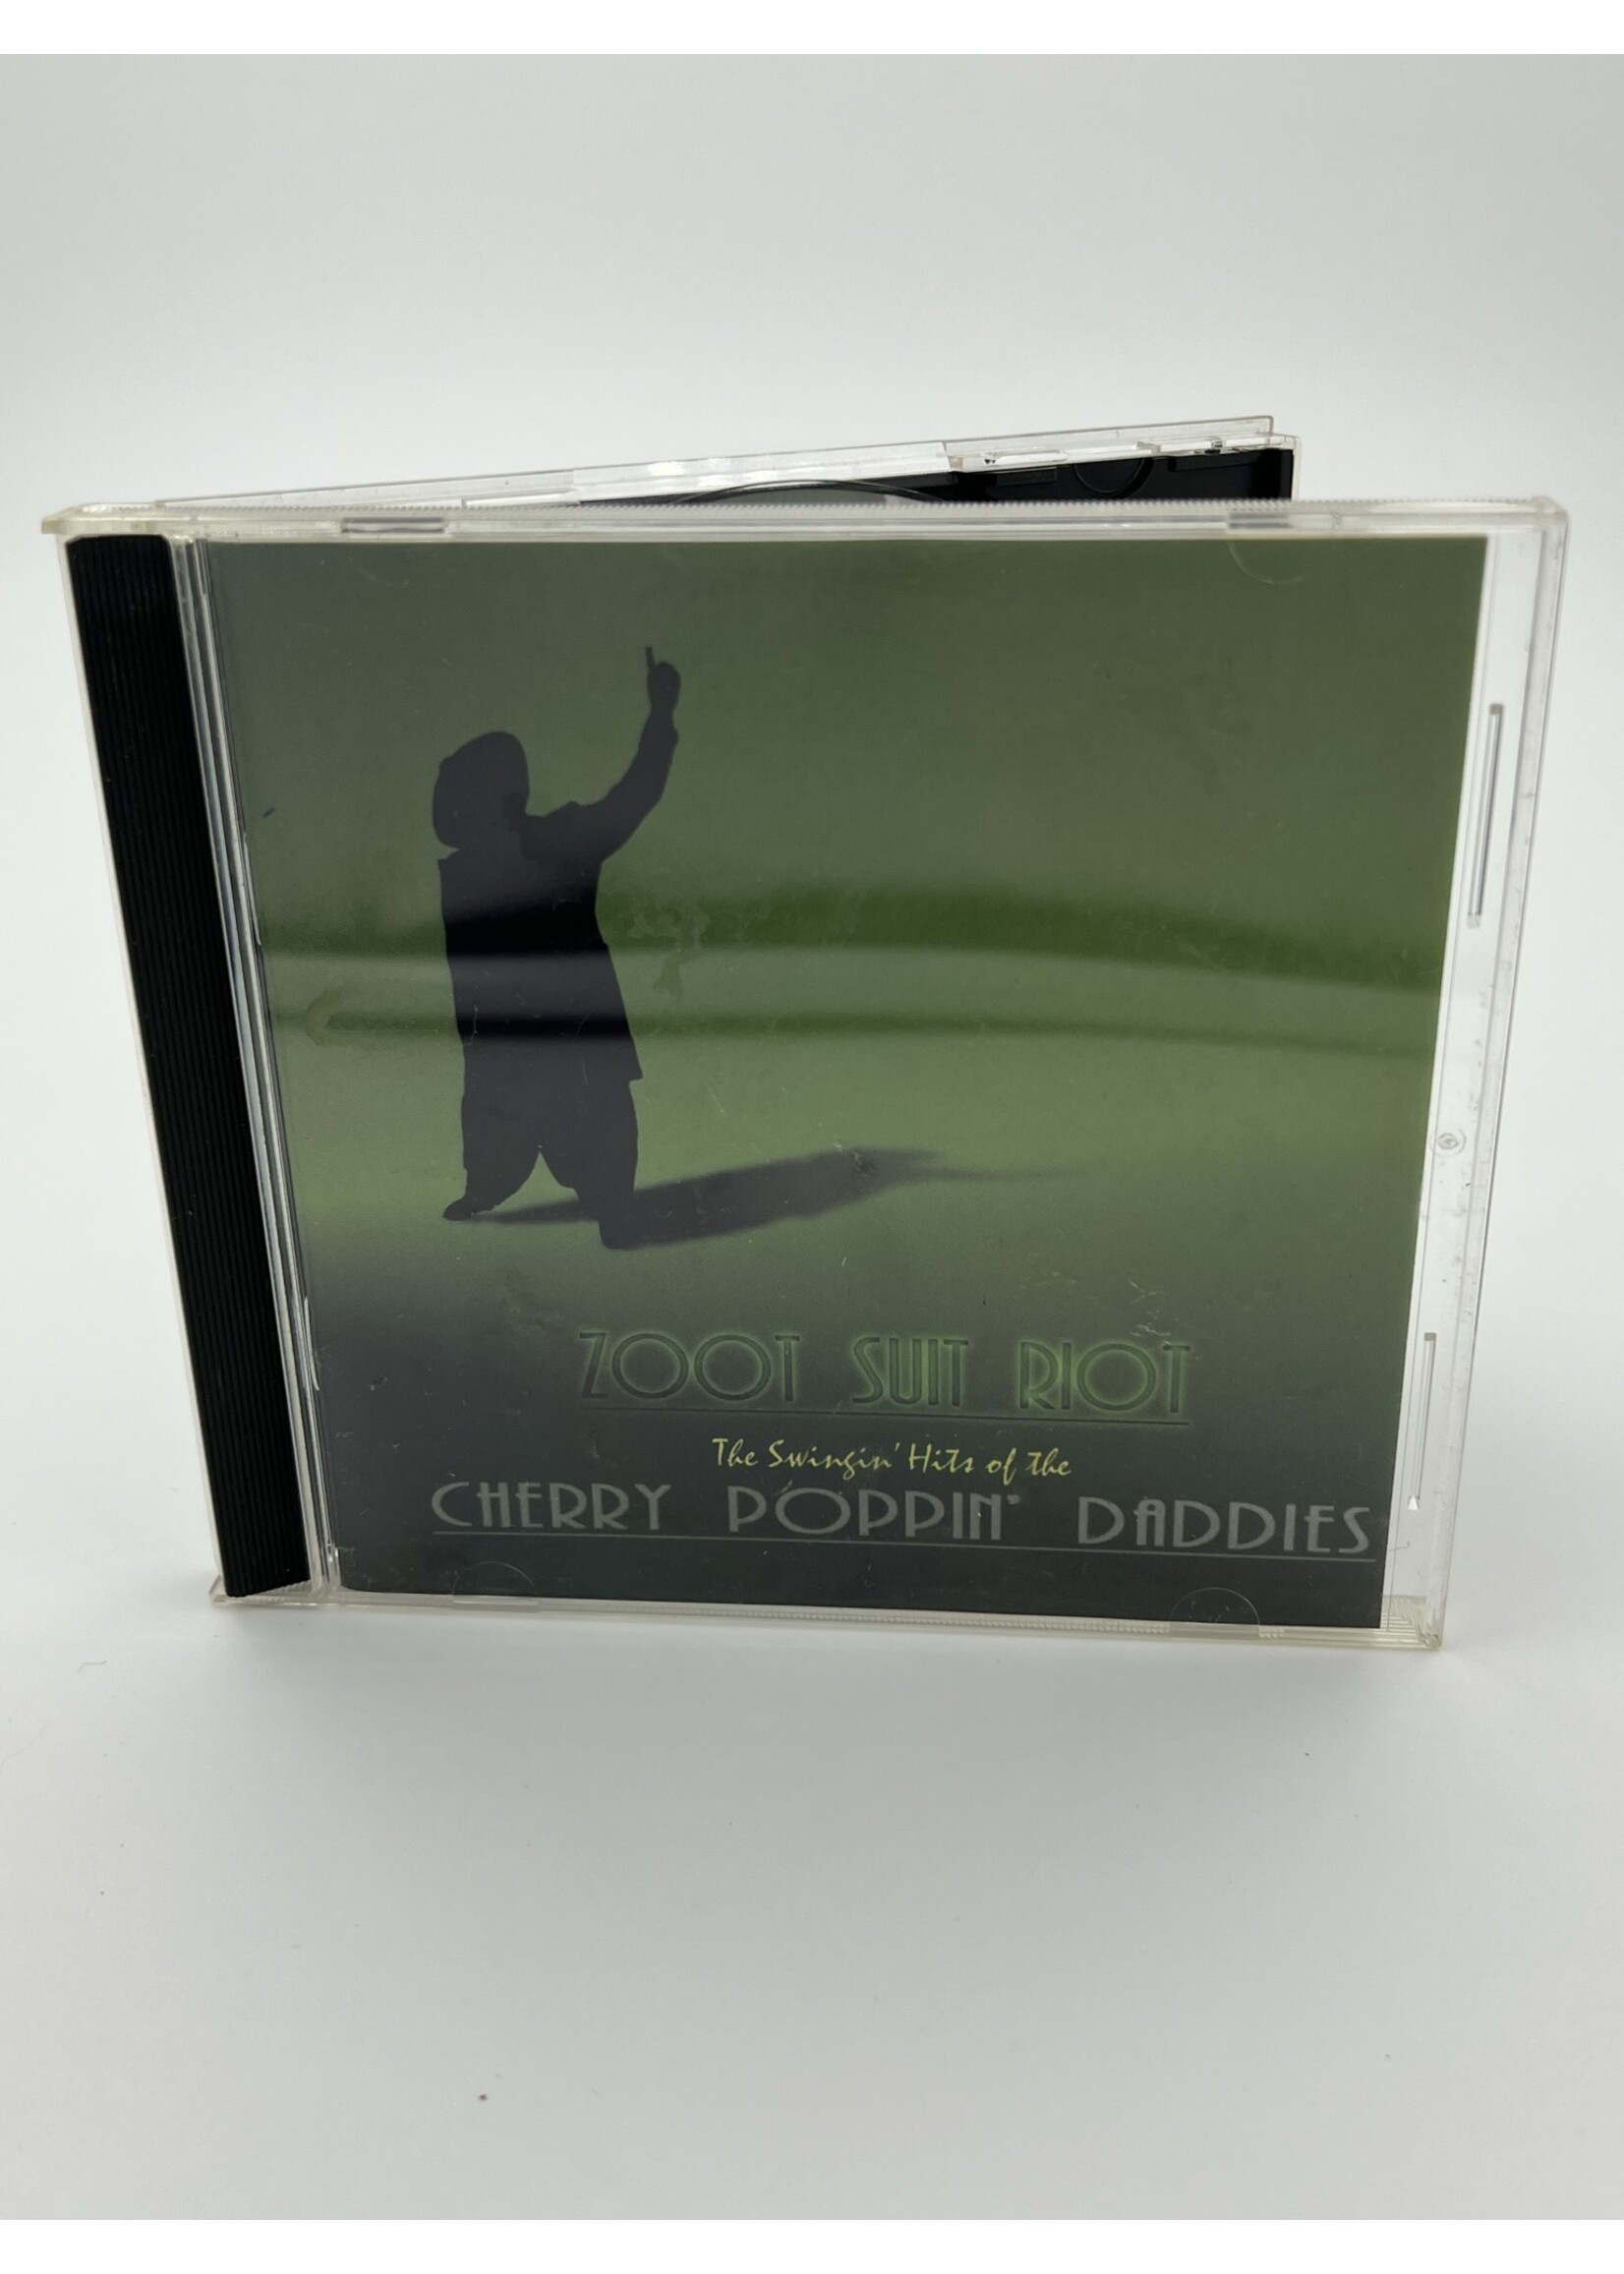 ZOOT SUIT RIOT
The Swingin' Hits of the
CHERRY POPPIN' DADDIES